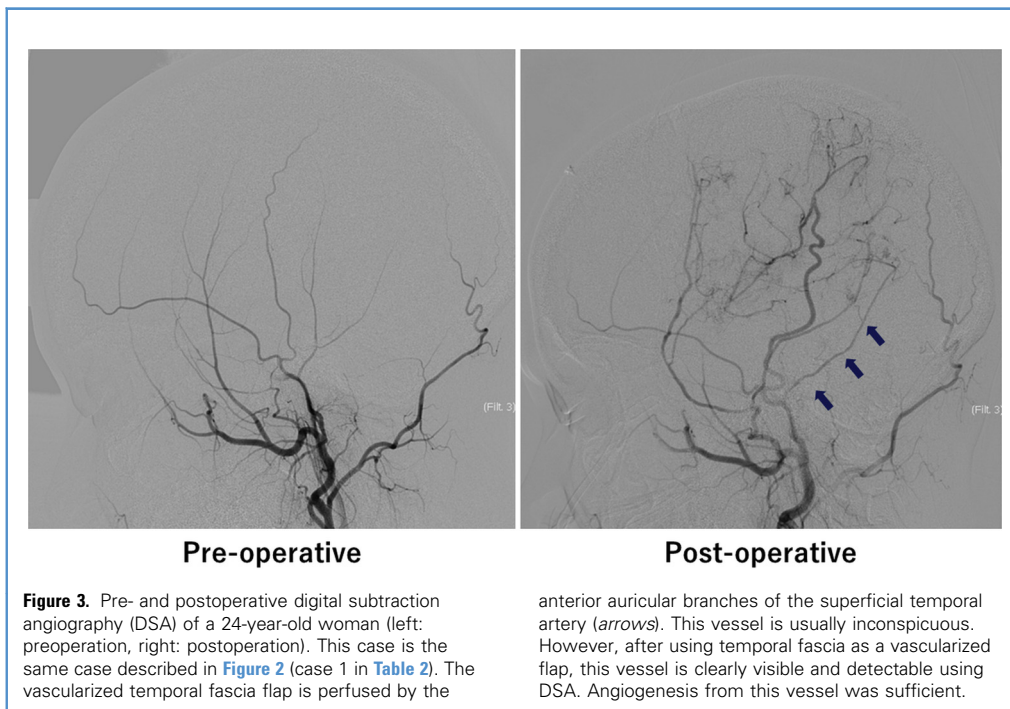 (Filt. 3)
(Filt. 3)
Pre-operative
Post-operative
Figure 3. Pre- and postoperative digital subtraction
angiography (DSA) of a 24-year-old woman (left:
preoperation, right: postoperation). This case is the
same case described in Figure 2 (case 1 in Table 2). The
vascularized temporal fascia flap is perfused by the
anterior auricular branches of the superficial temporal
artery (arrows). This vessel is usually inconspicuous.
However, after using temporal fascia as a vascularized
flap, this vessel is clearly visible and detectable using
DSA. Angiogenesis from this vessel was sufficient.